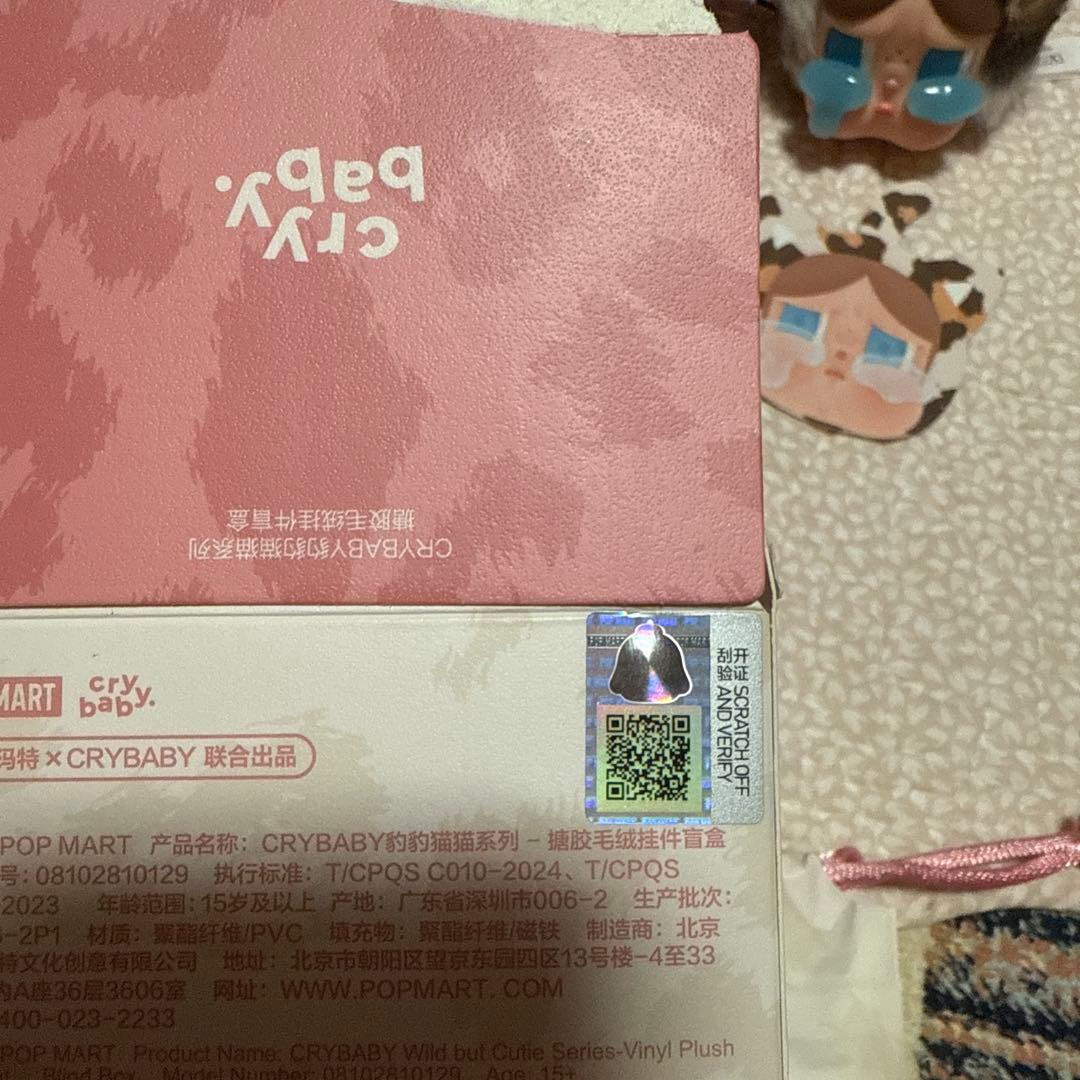 cry
baby.
CRYBABY豹豹猫猫系列
搪胶毛绒挂件盲盒
MART
cry
baby.
玛特×CRYBABY 联合出品
开证 SCRATCH OFF
刮验 AND VERIFY
POP MART 产品名称：CRYBABY豹豹猫猫系列－搪胶毛绒挂件盲盒
号：08102810129 执行标准：T/CPQS C010-2024、T/CPQS
2023 年龄范围：15岁及以上 产地：广东省深圳市006-2 生产批次：
-2P1 材质：聚酯纤维/PVC 填充物：聚酯纤维/磁铁 制造商：北京
特文化创意有限公司 地址：北京市朝阳区望京东园四区13号楼-4至33
内A座36层3606室 网址：WWW.POPMART.COM
400-023-2233
POP MART Product Name: CRYBABY Wild but Cutie Series-Vinyl Plush
Blind Box Model Number: 08102810129 Age: 15+